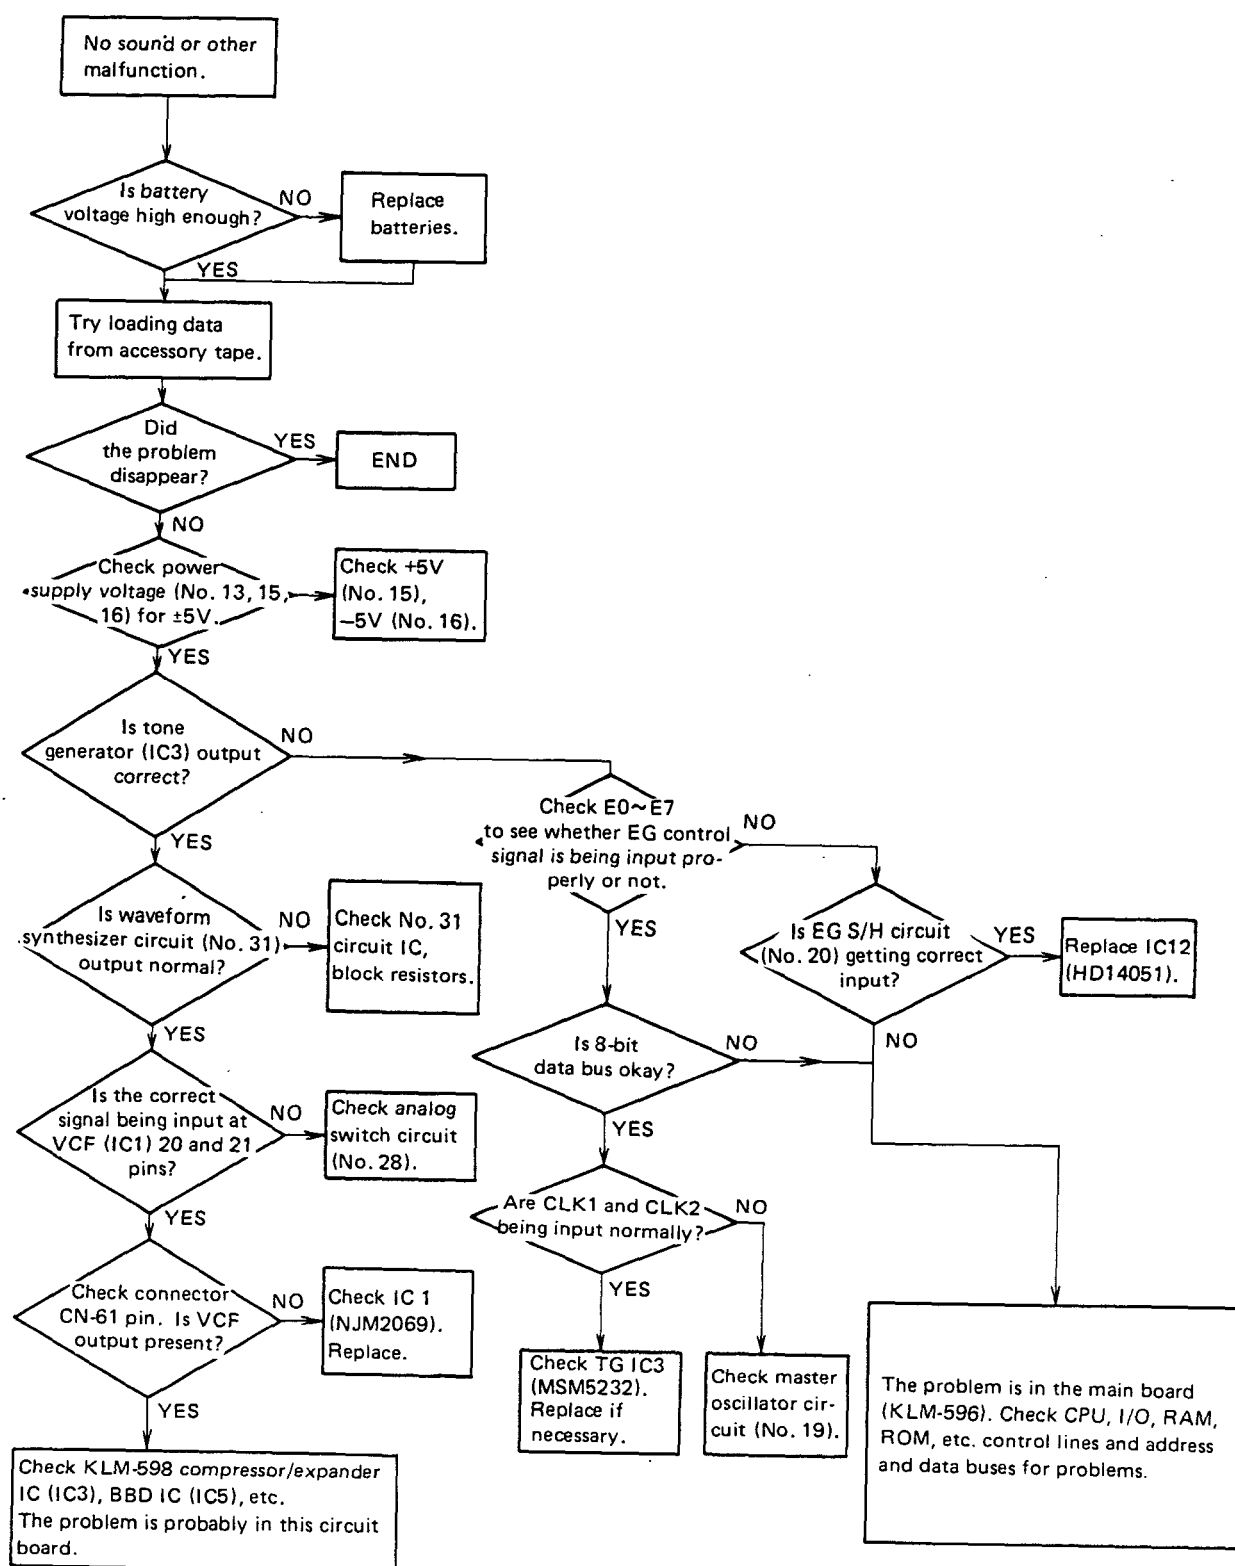 No sound or other
malfunction.
Is battery
voltage high enough?
NO
Replace
batteries.
YES
Try loading data
from accessory tape.
Did
the problem
disappear?
YES
END
NO
Check power
supply voltage (No. 13, 15,
16) for ±5V.
Check +5V
(No. 15),
–5V (No. 16).
YES
Is tone
generator (IC3) output
correct?
NO
YES
Check E0~E7
to see whether EG control
signal is being input pro-
perly or not.
NO
YES
Is waveform
synthesizer circuit (No. 31)
output normal?
NO
Check No. 31
circuit IC,
block resistors.
YES
Is EG S/H circuit
(No. 20) getting correct
input?
YES
Replace IC12
(HD14051).
NO
Is 8-bit
data bus okay?
NO
YES
Is the correct
signal being input at
VCF (IC1) 20 and 21
pins?
NO
Check analog
switch circuit
(No. 28).
YES
Are CLK1 and CLK2
being input normally?
NO
YES
Check connector
CN-61 pin. Is VCF
output present?
NO
Check IC 1
(NJM2069).
Replace.
YES
Check TG IC3
(MSM5232).
Replace if
necessary.
Check master
oscillator cir-
cuit (No. 19).
The problem is in the main board
(KLM-596). Check CPU, I/O, RAM,
ROM, etc. control lines and address
and data buses for problems.
Check KLM-598 compressor/expander
IC (IC3), BBD IC (IC5), etc.
The problem is probably in this circuit
board.